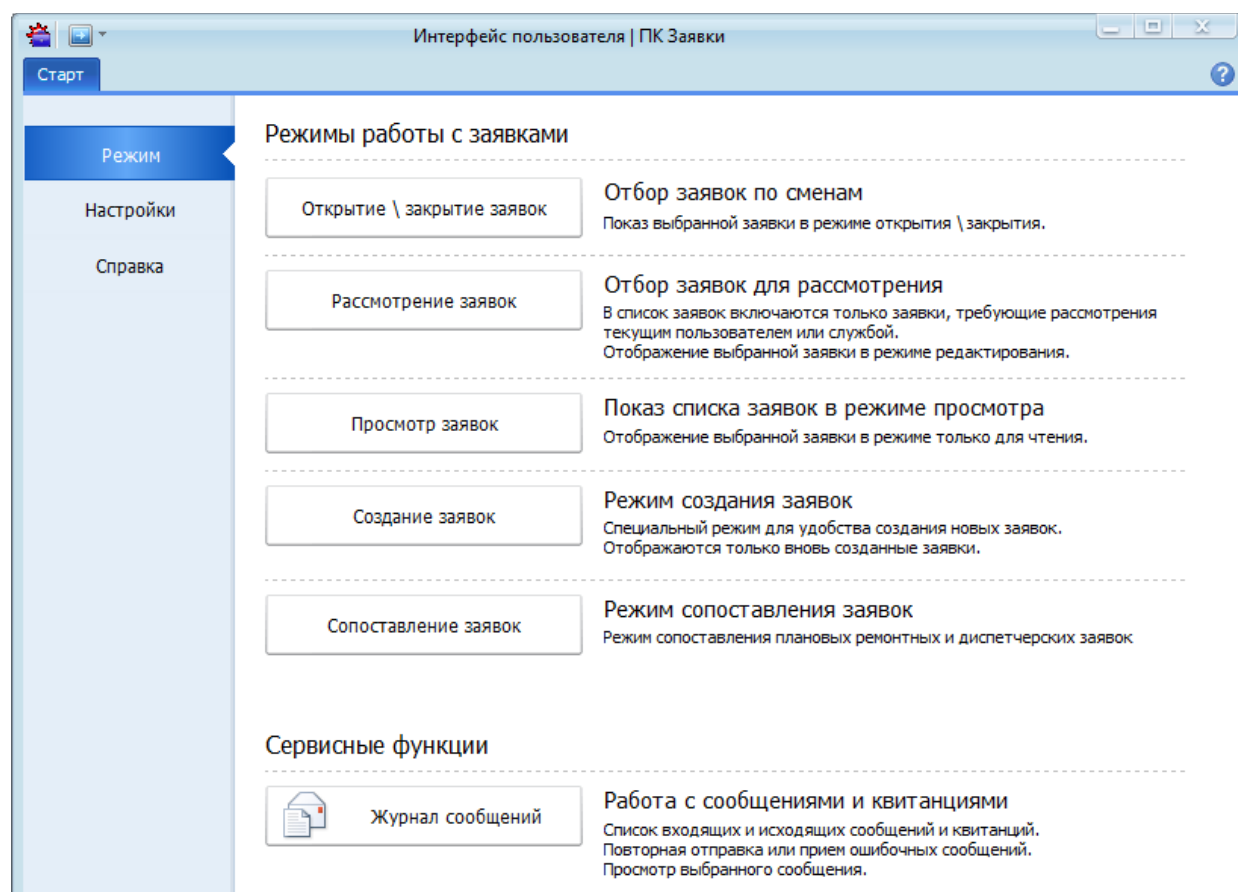 Интерфейс пользователя | ПК Заявки
Старт
Режим
Настройки
Справка
Режимы работы с заявками
Открытие \ закрытие заявок
Отбор заявок по сменам
Показ выбранной заявки в режиме открытия \ закрытия.
Рассмотрение заявок
Отбор заявок для рассмотрения
В список заявок включаются только заявки, требующие рассмотрения
текущим пользователем или службой.
Отображение выбранной заявки в режиме редактирования.
Просмотр заявок
Показ списка заявок в режиме просмотра
Отображение выбранной заявки в режиме только для чтения.
Создание заявок
Режим создания заявок
Специальный режим для удобства создания новых заявок.
Отображаются только вновь созданные заявки.
Сопоставление заявок
Режим сопоставления заявок
Режим сопоставления плановых ремонтных и диспетчерских заявок
Сервисные функции
Журнал сообщений
Работа с сообщениями и квитанциями
Список входящих и исходящих сообщений и квитанций.
Повторная отправка или прием ошибочных сообщений.
Просмотр выбранного сообщения.